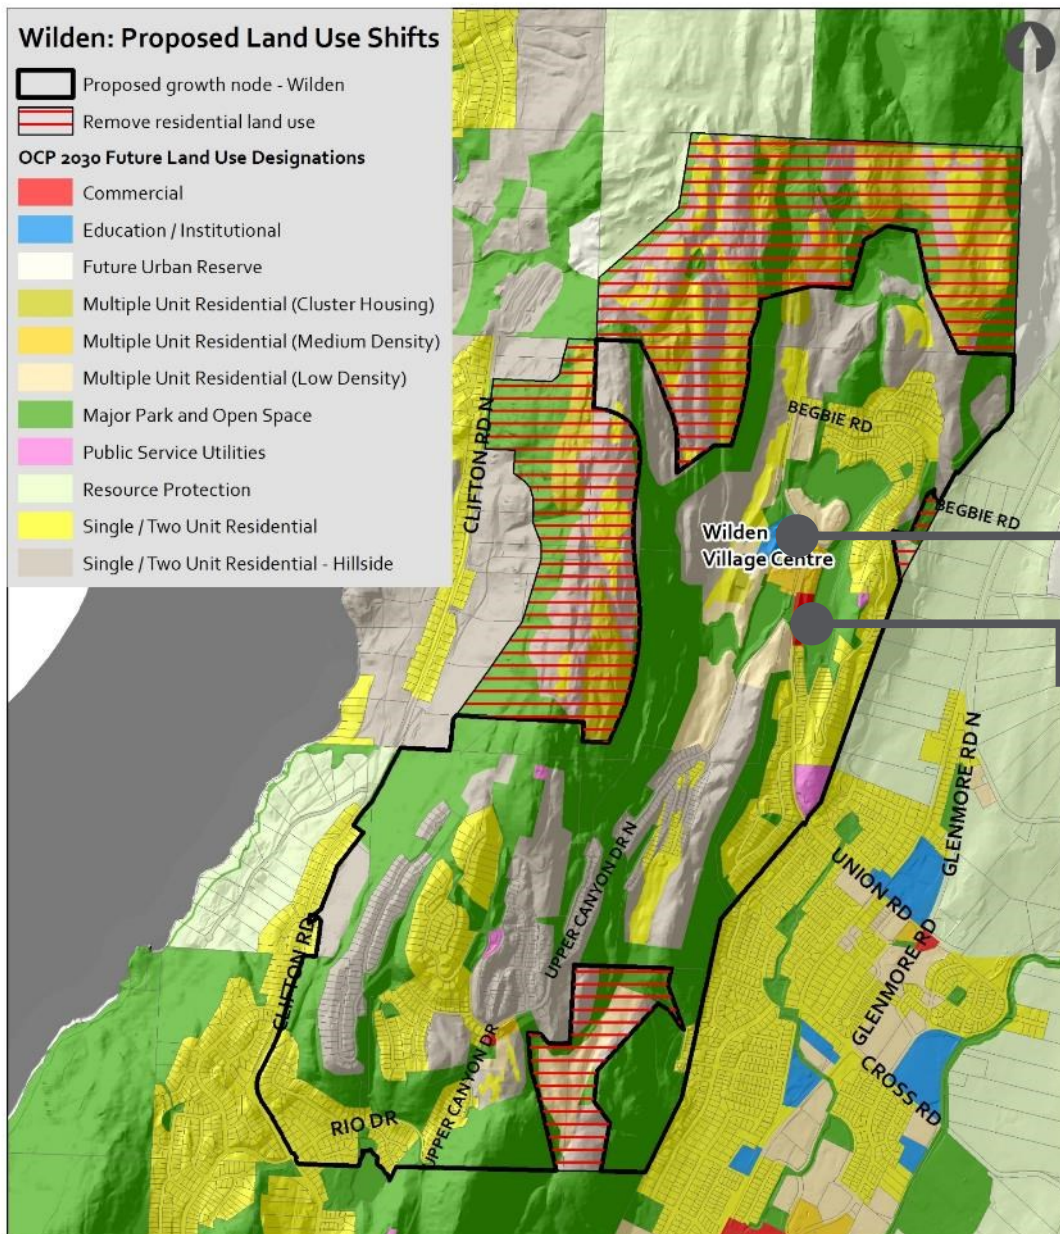 Wilden: Proposed Land Use Shifts
Proposed growth node - Wilden
Remove residential land use
OCP 2030 Future Land Use Designations
Commercial
Education / Institutional
Future Urban Reserve
Multiple Unit Residential (Cluster Housing)
Multiple Unit Residential (Medium Density)
Multiple Unit Residential (Low Density)
Major Park and Open Space
Public Service Utilities
Resource Protection
Single / Two Unit Residential
Single / Two Unit Residential - Hillside
CLIFTON RD N
BEGBIE RD
BEGBIE RD
Wilden
Village Centre
GLENMORE RD N
UNION RD
UPPER CANYON DR N
GLENMORE RD
CLIFTON RD
CROSS RD
UPPER CANYON DR
RIO DR